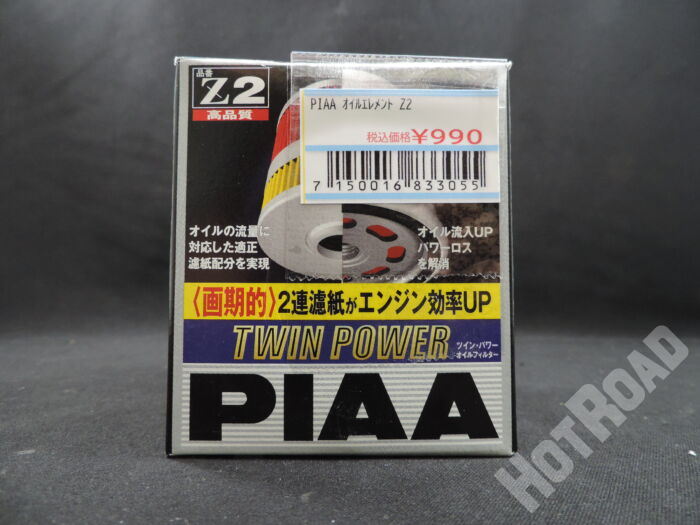 品番
Z2
高品質
PIAA オイルエレメント Z2
税込価格¥990
7 150016 833055
オイルの流量に
対応した適正
濾紙配分を実現
オイル流入UP
パワーロス
を解消
〈画期的〉2連濾紙がエンジン効率UP
TWIN POWER
ツイン・パワー
オイルフィルター
PIAA
HOTROAD